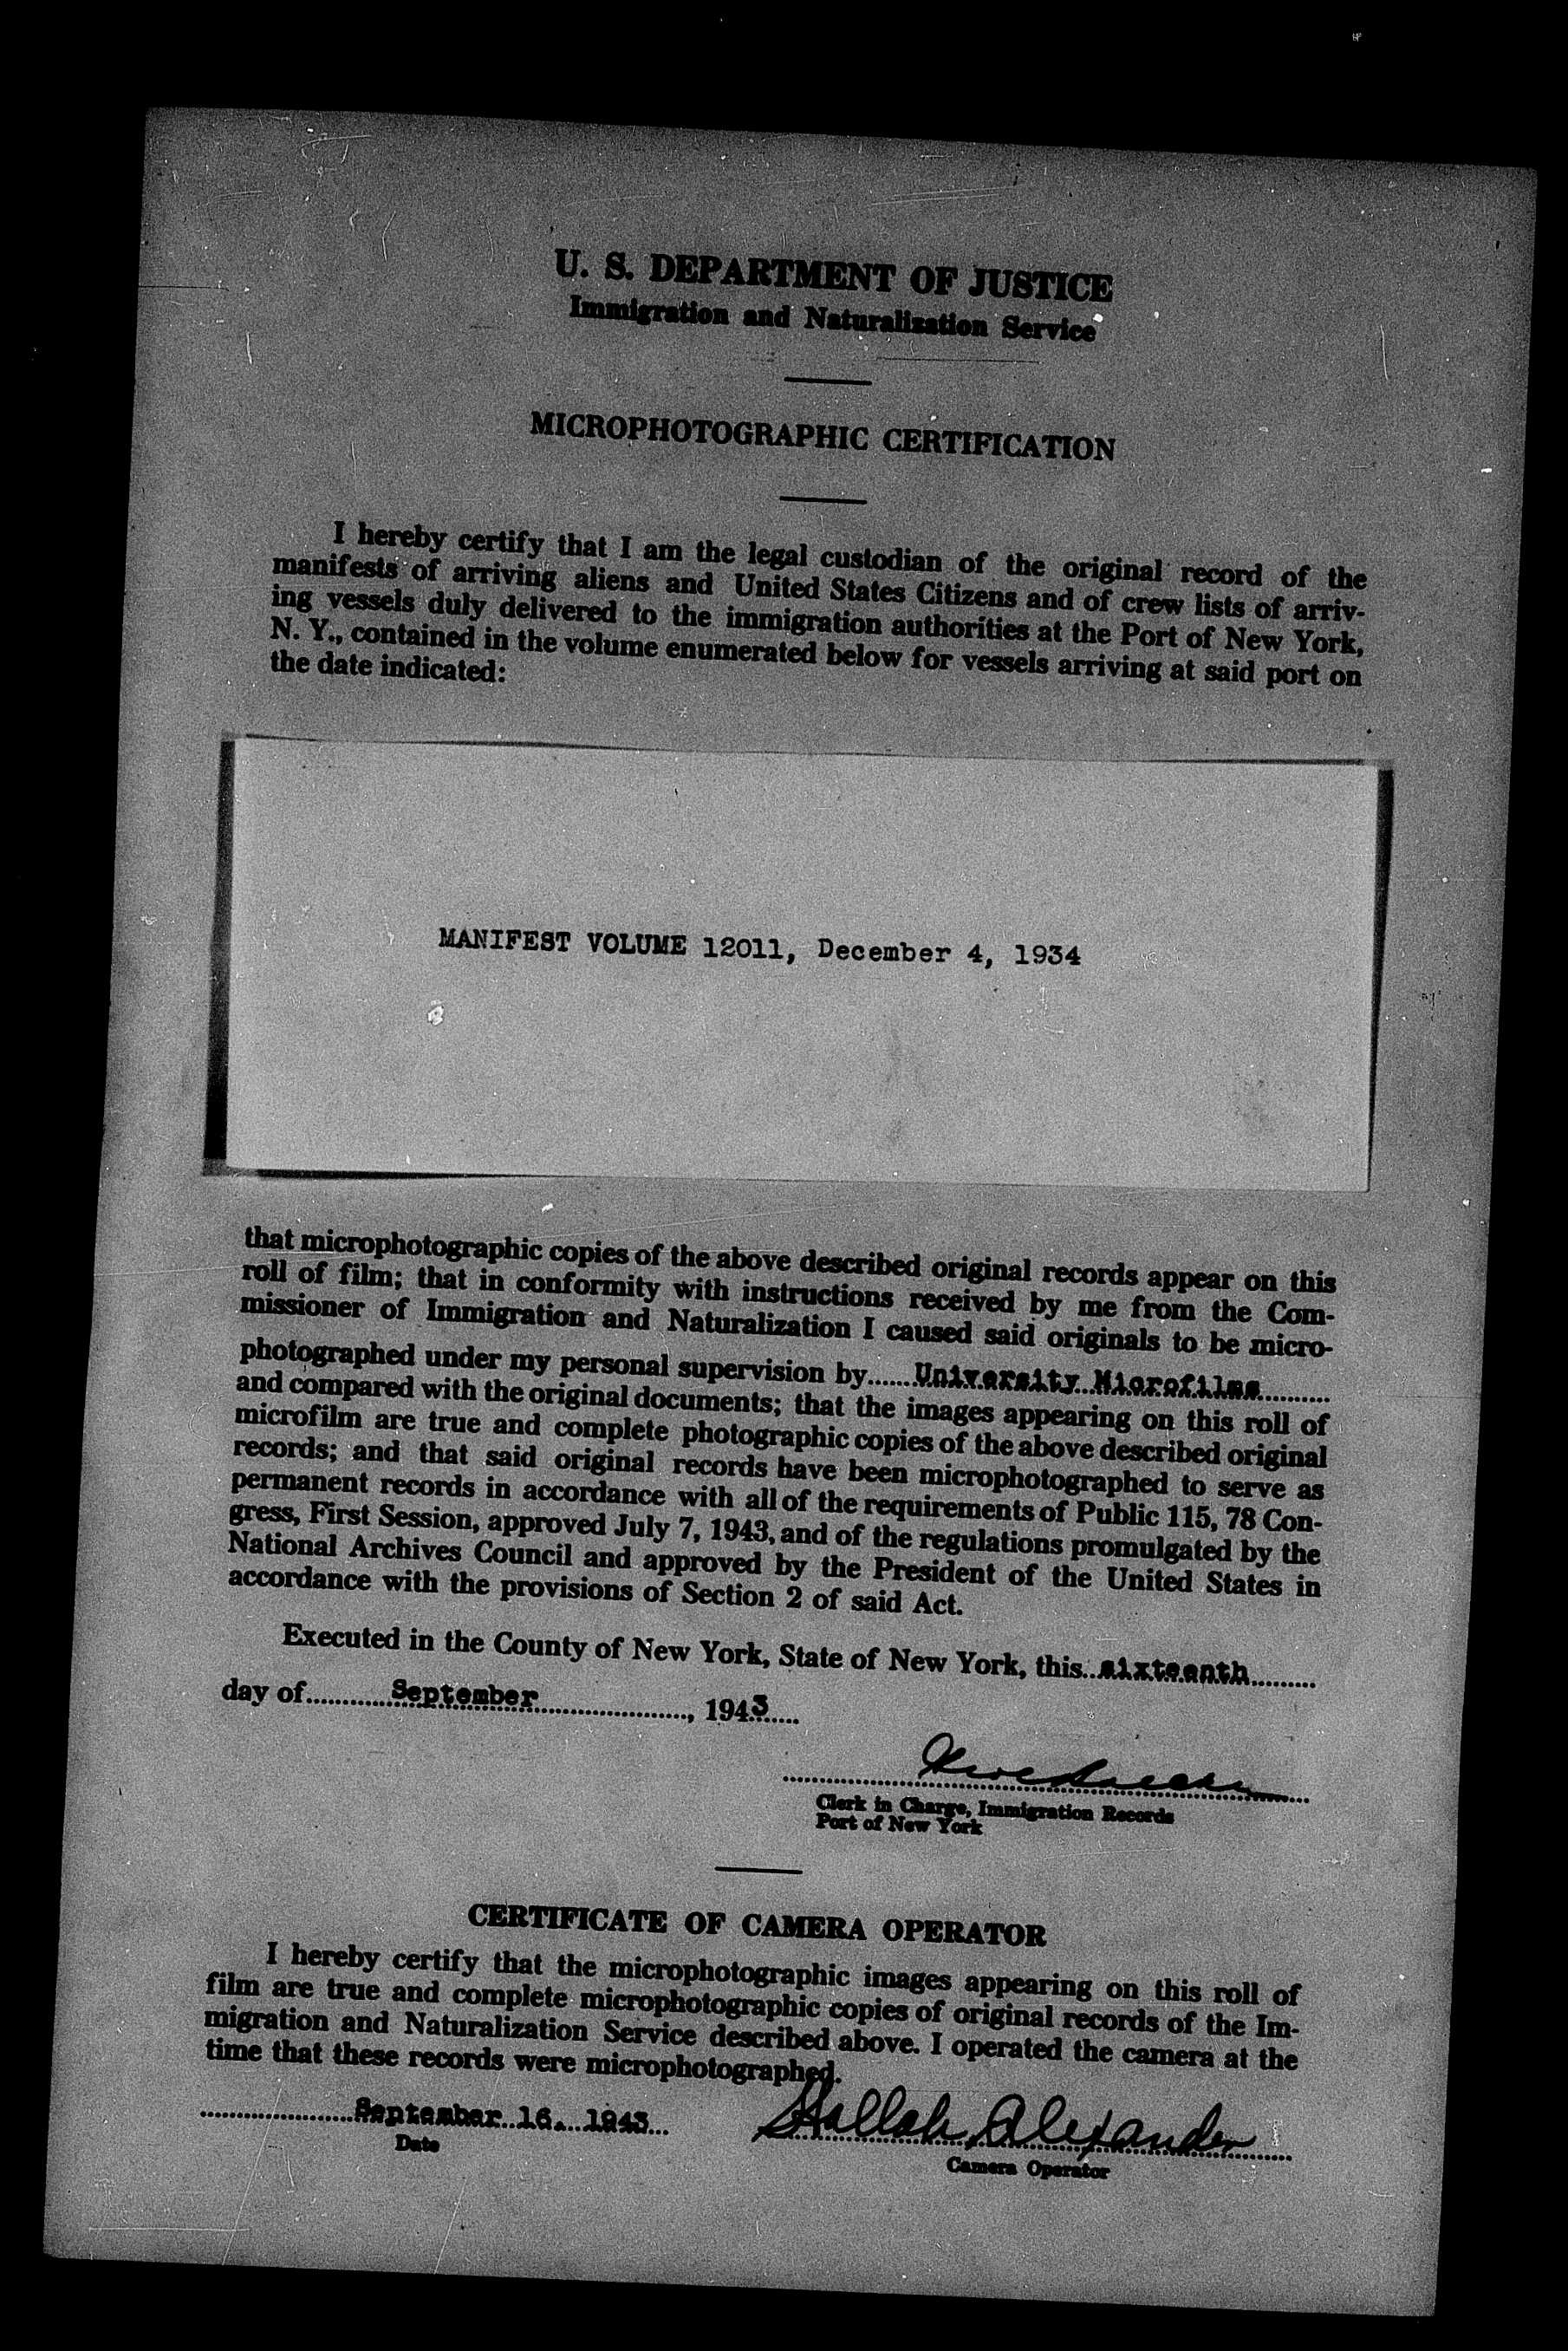 U. S. DEPARTMENT OF JUSTICE
Immigration and Naturalization Service
MICROPHOTOGRAPHIC CERTIFICATION
I hereby certify that I am the legal custodian of the original record of the
manifests of arriving aliens and United States Citizens and of crew lists of arriv-
ing vessels duly delivered to the immigration authorities at the Port of New York,
N. Y., contained in the volume enumerated below for vessels arriving at said port on
the date indicated:
MANIFEST VOLUME 12011, December 4, 1934
that microphotographic copies of the above described original records appear on this
roll of film; that in conformity with instructions received by me from the Com-
missioner of Immigration and Naturalization I caused said originals to be micro-
photographed under my personal supervision by University Microfilms
and compared with the original documents; that the images appearing on this roll of
microfilm are true and complete photographic copies of the above described original
records; and that said original records have been microphotographed to serve as
permanent records in accordance with all of the requirements of Public 115, 78 Con-
gress, First Session, approved July 7, 1943, and of the regulations promulgated by the
National Archives Council and approved by the President of the United States in
accordance with the provisions of Section 2 of said Act.
Executed in the County of New York, State of New York, this sixteenth
day of September, 1943
Clerk in Charge, Immigration Records
Port of New York
CERTIFICATE OF CAMERA OPERATOR
I hereby certify that the microphotographic images appearing on this roll of
film are true and complete microphotographic copies of original records of the Im-
migration and Naturalization Service described above. I operated the camera at the
time that these records were microphotographed.
September 16, 1943 Alexander
Date
Camera Operator